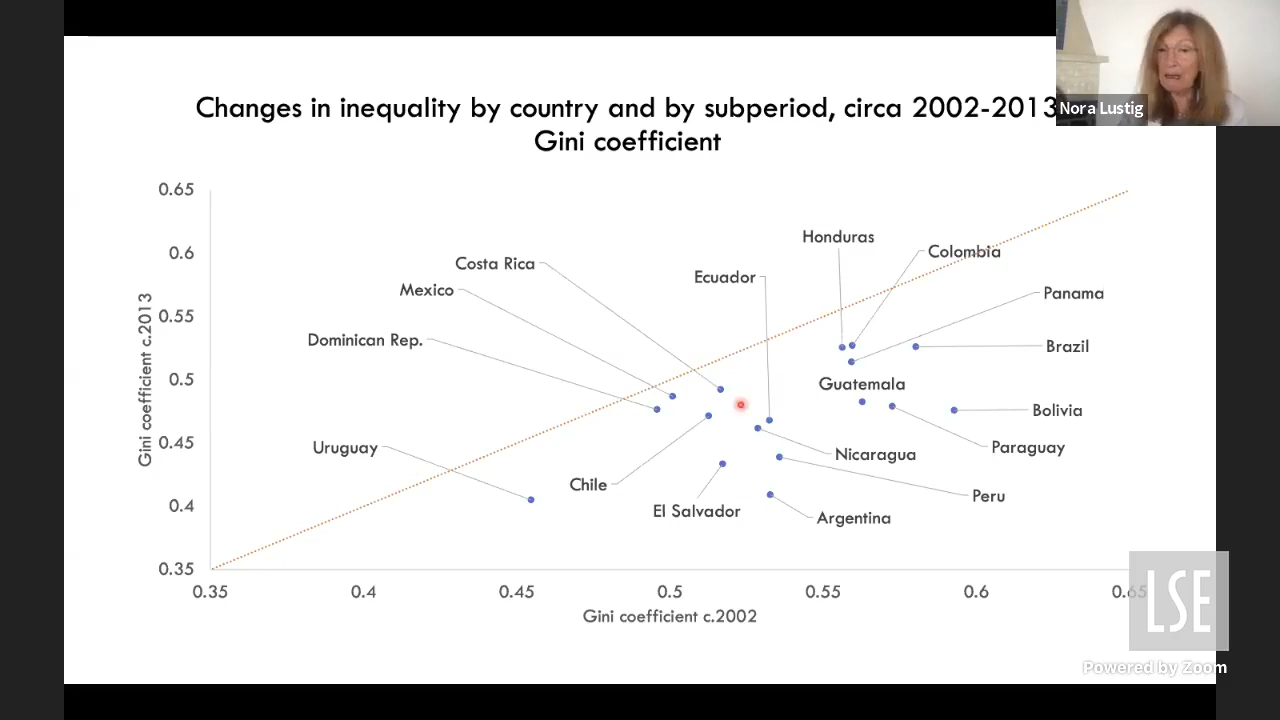 Nora Lustig
Changes in inequality by country and by subperiod, circa 2002-2013
Gini coefficient
0.65
0.6
0.55
0.5
0.45
0.4
0.35
Gini coefficient c.2013
Honduras
Colombia
Costa Rica
Ecuador
Mexico
Panama
Dominican Rep.
Brazil
Guatemala
Bolivia
Uruguay
Paraguay
Nicaragua
Chile
Peru
El Salvador
Argentina
0.35
0.4
0.45
0.5
0.55
0.6
0.65
Gini coefficient c.2002
LSE
Powered by Zoom